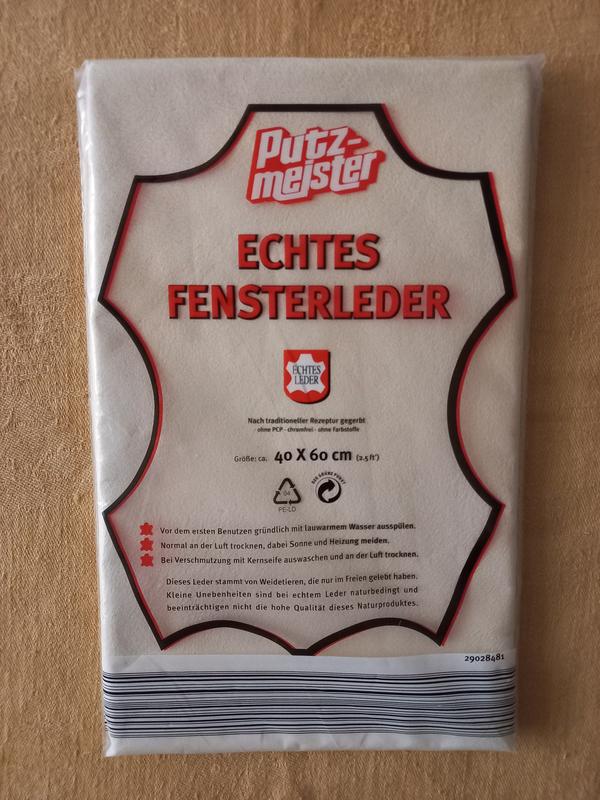 Putz-
meister
ECHTES
FENSTERLEDER
ECHTES
LEDER
Nach traditioneller Rezeptur gegerbt
- ohne PCP - chromfrei - ohne Farbstoffe
Größe: ca. 40 X 60 cm (2.5 ft²)
DER GRÜNE PUNKT
04
PE-LD
Vor dem ersten Benutzen gründlich mit lauwarmem Wasser ausspülen.
Normal an der Luft trocknen, dabei Sonne und Heizung meiden.
Bei Verschmutzung mit Kernseife auswaschen und an der Luft trocknen.
Dieses Leder stammt von Weidetieren, die nur im Freien gelebt haben.
Kleine Unebenheiten sind bei echtem Leder naturbedingt und
beeinträchtigen nicht die hohe Qualität dieses Naturproduktes.
29028481